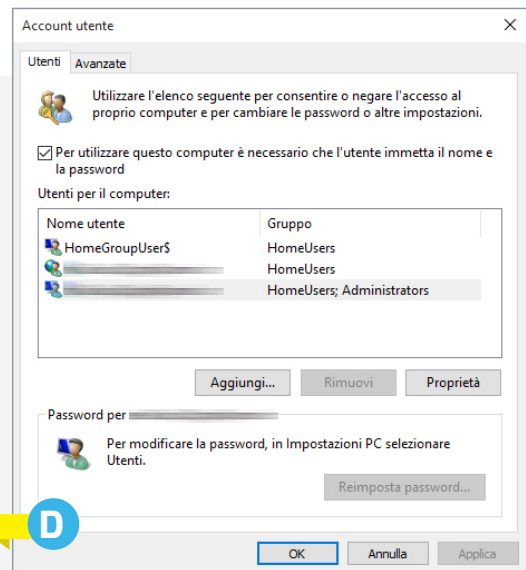 Account utente
Utenti
Avanzate
Utilizzare l'elenco seguente per consentire o negare l'accesso al
proprio computer e per cambiare le password o altre impostazioni.
Per utilizzare questo computer è necessario che l'utente immetta il nome e
la password
Utenti per il computer:
Nome utente Gruppo
HomeGroupUser$ HomeUsers
HomeUsers
HomeUsers; Administrators
Aggiungi... Rimuovi Proprietà
Password per
Per modificare la password, in Impostazioni PC selezionare
Utenti.
Reimposta password...
D
OK Annulla Applica